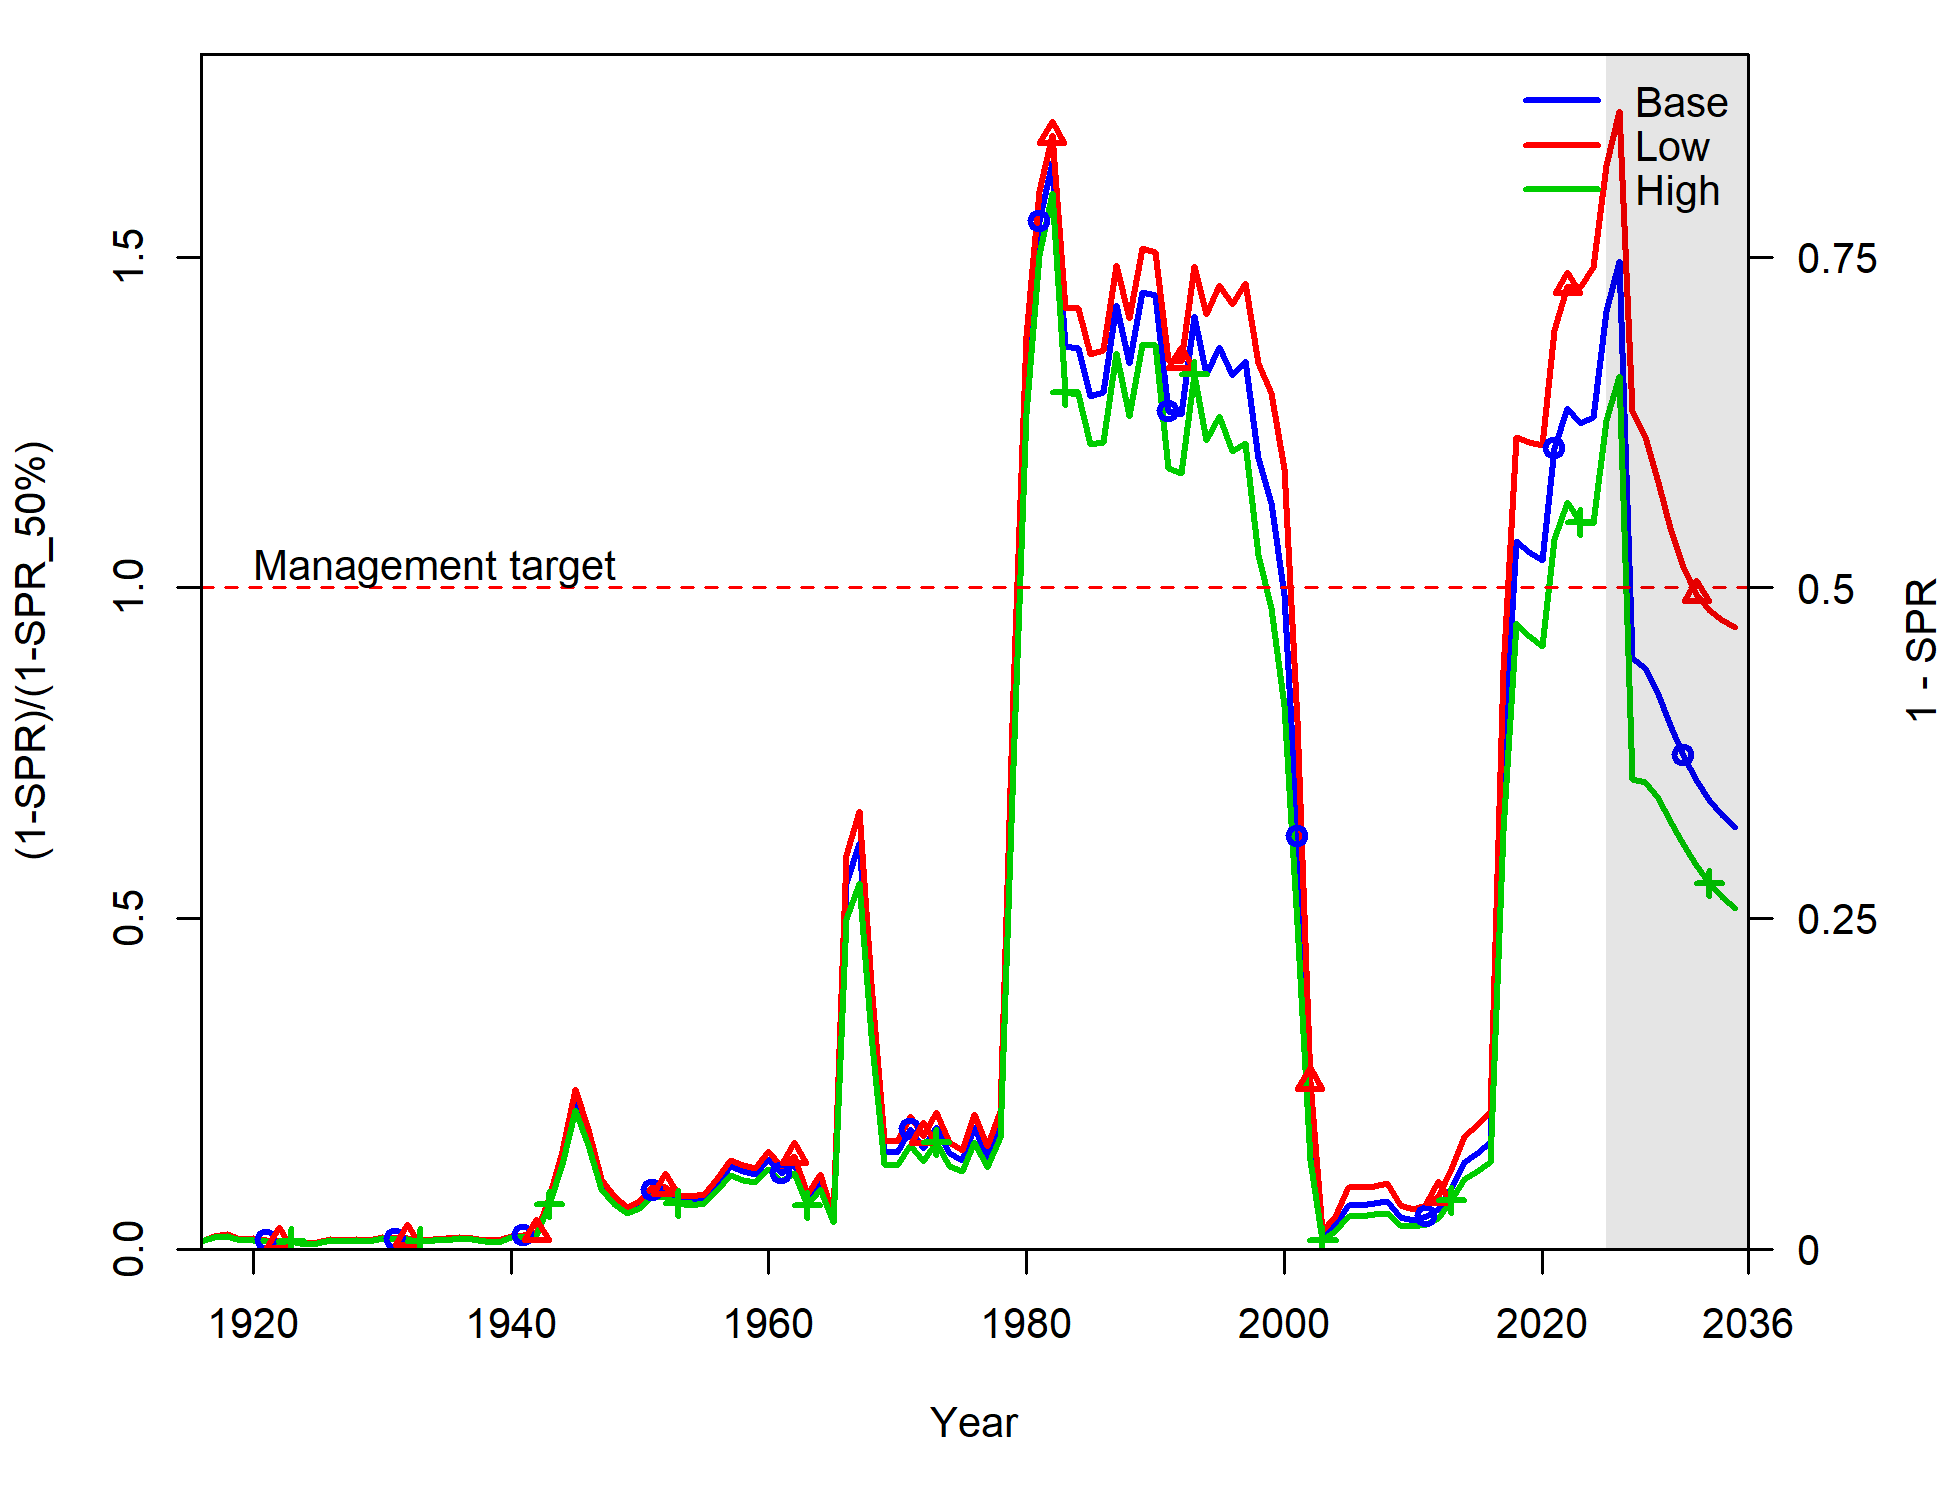 Base
Low
High
Management target
(1-SPR)/(1-SPR_50%)
0.0
0.5
1.0
1.5
0
0.25
0.5
0.75
1 - SPR
1920
1940
1960
1980
2000
2020
2036
Year